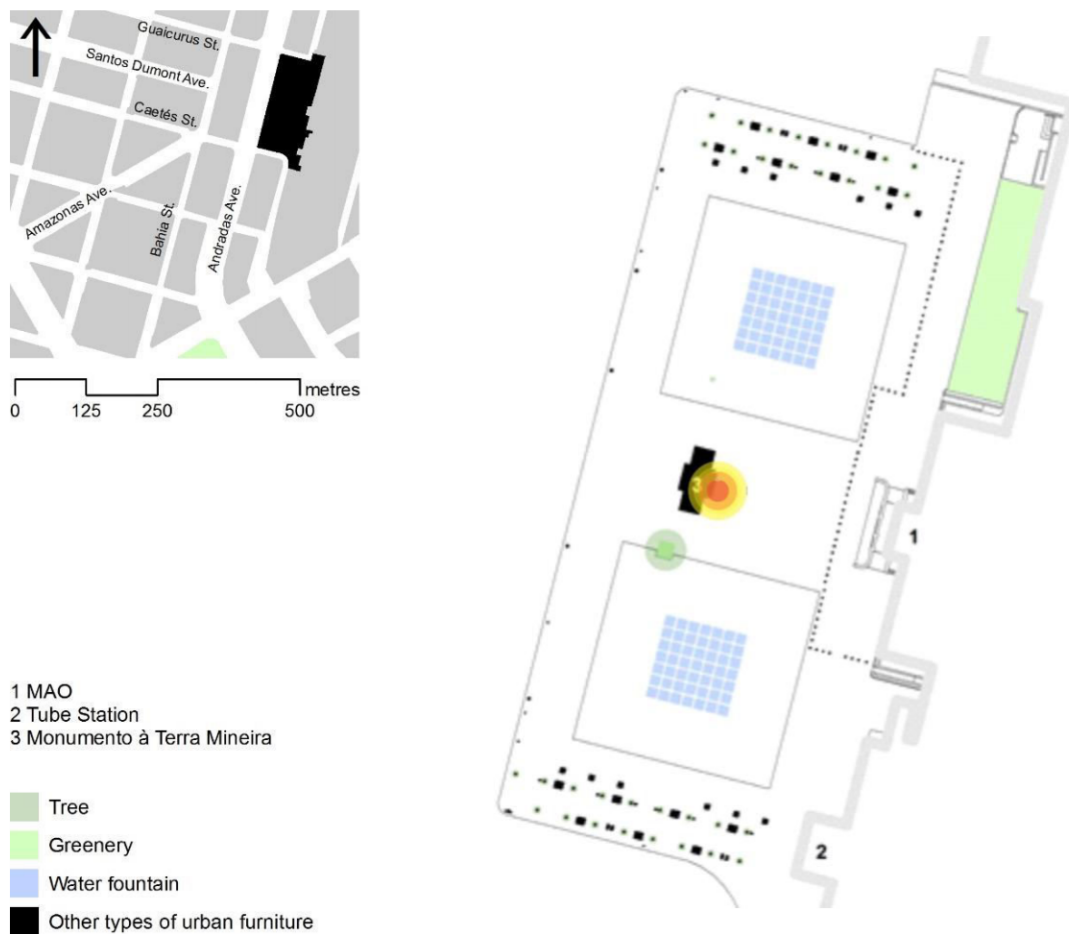 Guaicurus St.
Santos Dumont Ave.
Caetés St.
Amazonas Ave.
Bahia St.
Andradas Ave.
metres
0 125 250 500
3
1
2
1 MAO
2 Tube Station
3 Monumento à Terra Mineira
Tree
Greenery
Water fountain
Other types of urban furniture